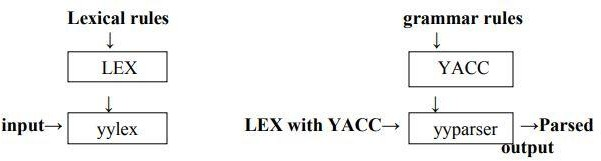 Lexical rules
grammar rules
↓
↓
LEX
YACC
↓
↓
input→
yylex
LEX with YACC→
yyparser
→Parsed
output